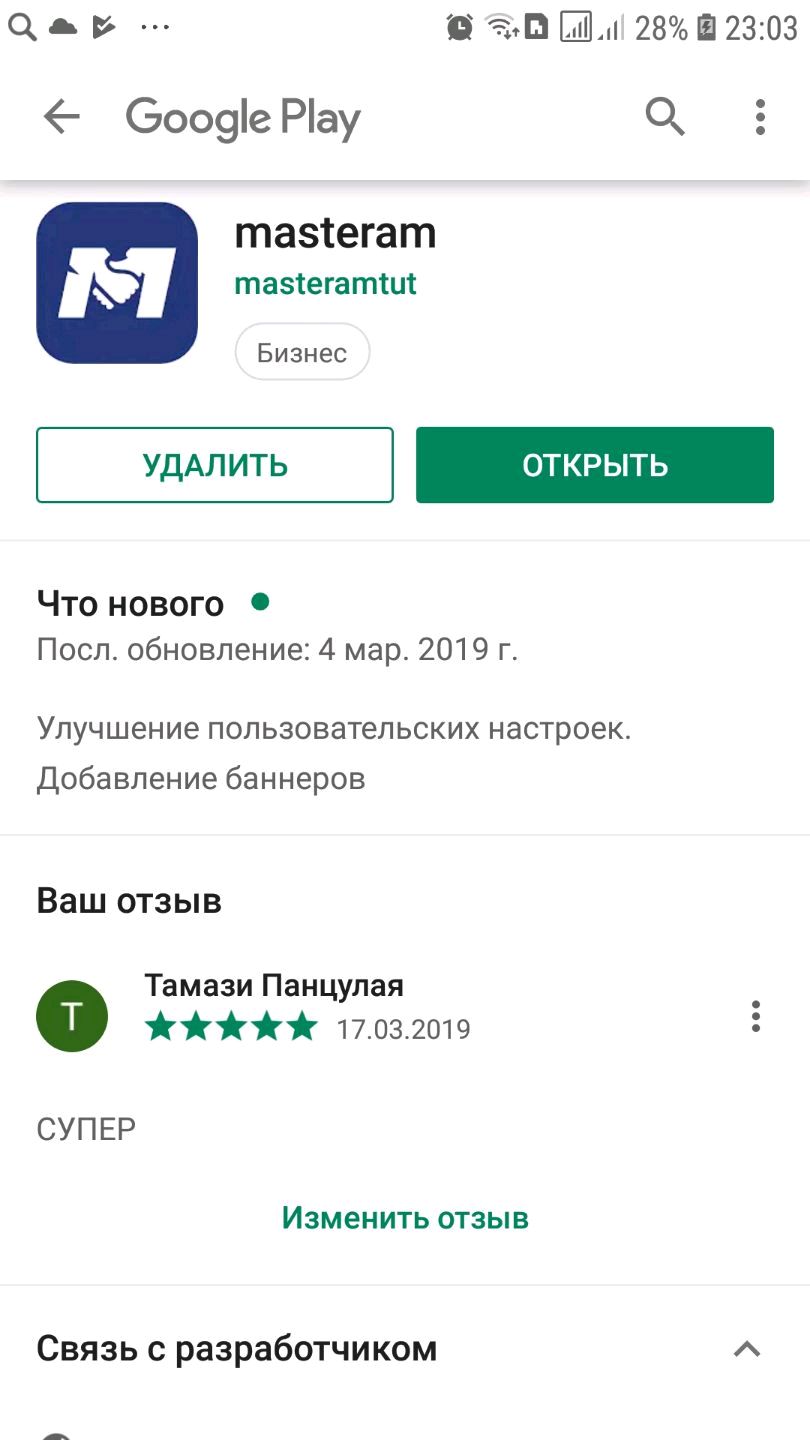 28% 23:03
Google Play
masteram
masteramtut
Бизнес
УДАЛИТЬ ОТКРЫТЬ
Что нового
Посл. обновление: 4 мар. 2019 г.
Улучшение пользовательских настроек.
Добавление баннеров
Ваш отзыв
Т
Тамази Панцулая
17.03.2019
СУПЕР
Изменить отзыв
Связь с разработчиком